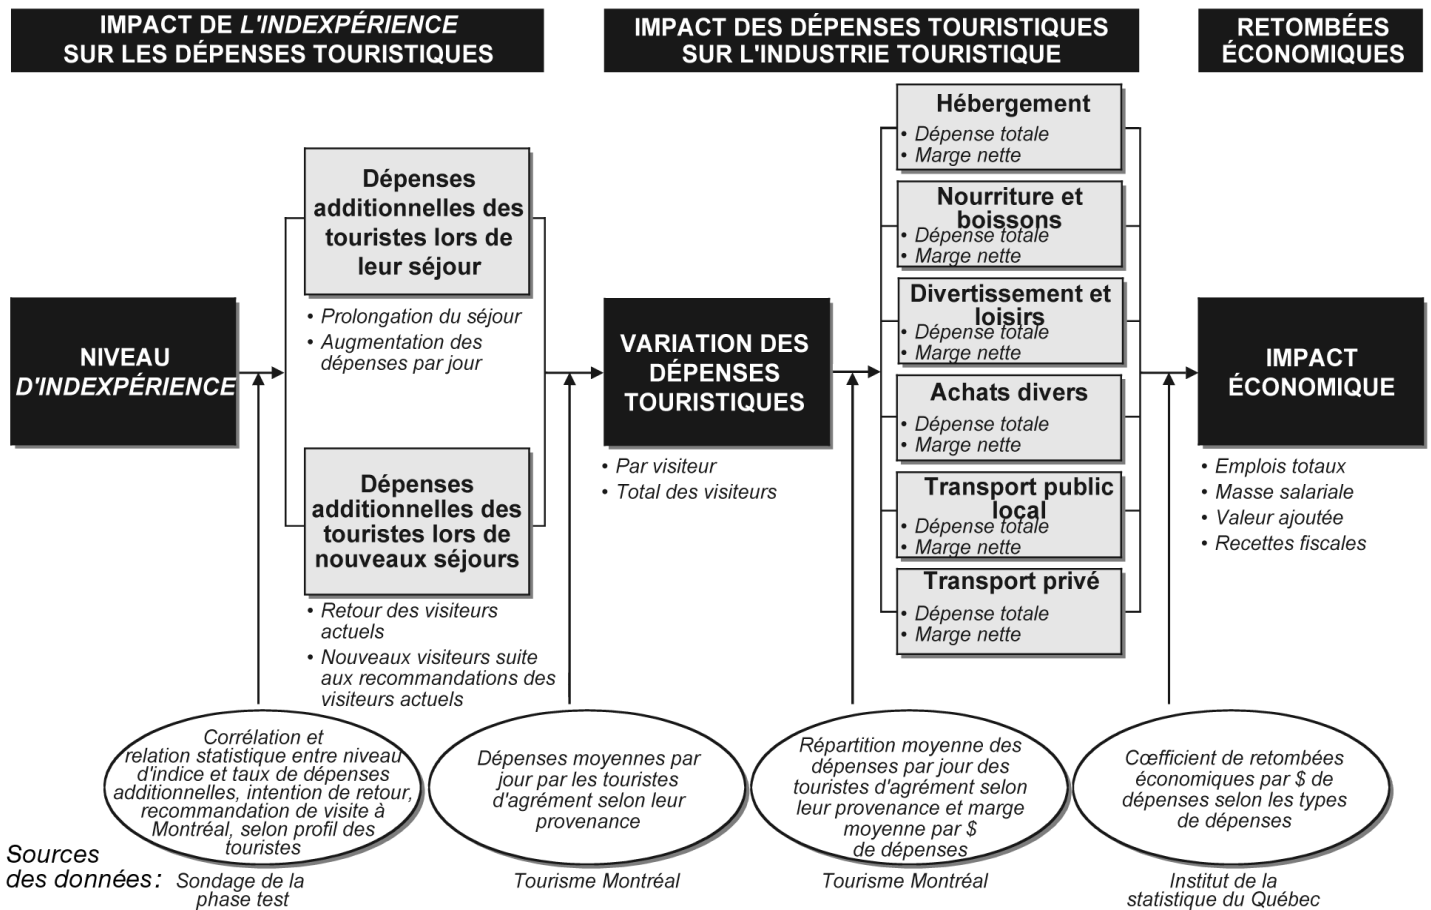 IMPACT DE L'INDEXPÉRIENCE
SUR LES DÉPENSES TOURISTIQUES
IMPACT DES DÉPENSES TOURISTIQUES
SUR L'INDUSTRIE TOURISTIQUE
RETOMBÉES
ÉCONOMIQUES
NIVEAU
D'INDEXPÉRIENCE
Dépenses
additionnelles des
touristes lors de
leur séjour
• Prolongation du séjour
• Augmentation des
dépenses par jour
Dépenses
additionnelles des
touristes lors de
nouveaux séjours
• Retour des visiteurs
actuels
• Nouveaux visiteurs suite
aux recommandations des
visiteurs actuels
VARIATION DES
DÉPENSES
TOURISTIQUES
• Par visiteur
• Total des visiteurs
Hébergement
• Dépense totale
• Marge nette
Nourriture et
boissons
• Dépense totale
• Marge nette
Divertissement et
loisirs
• Dépense totale
• Marge nette
Achats divers
• Dépense totale
• Marge nette
Transport public
local
• Dépense totale
• Marge nette
Transport privé
• Dépense totale
• Marge nette
IMPACT
ÉCONOMIQUE
• Emplois totaux
• Masse salariale
• Valeur ajoutée
• Recettes fiscales
Corrélation et
relation statistique entre niveau
d'indice et taux de dépenses
additionnelles, intention de retour,
recommandation de visite à
Montréal, selon profil des
touristes
Dépenses moyennes par
jour par les touristes
d'agrément selon leur
provenance
Répartition moyenne des
dépenses par jour des
touristes d'agrément selon
leur provenance et marge
moyenne par $
de dépenses
Cœfficient de retombées
économiques par $ de
dépenses selon les types
de dépenses
Sources
des données:
Sondage de la
phase test
Tourisme Montréal
Tourisme Montréal
Institut de la
statistique du Québec